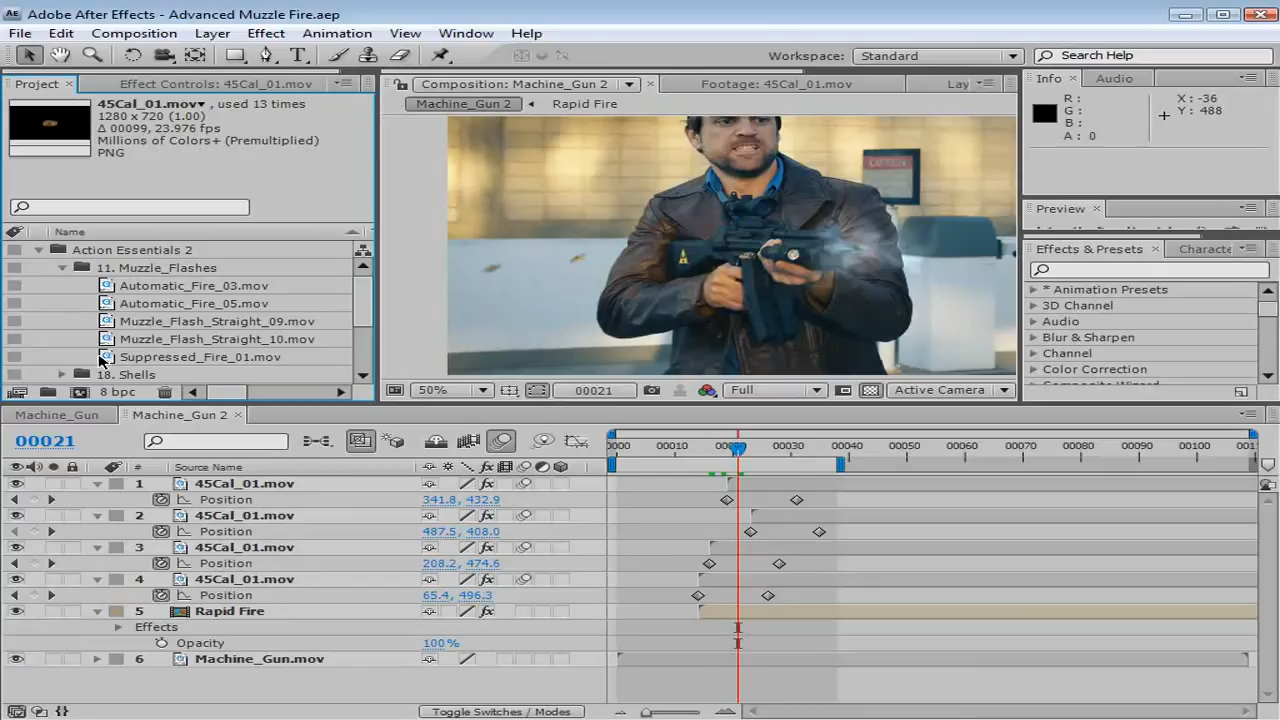 AE Adobe After Effects - Advanced Muzzle Fire.aep
File Edit Composition Layer Effect Animation View Window Help
Workspace: Standard Search Help
Project × Effect Controls: 45Cal_01.mov
45Cal_01.mov▾, used 13 times
1280 x 720 (1.00)
Δ 00099, 23.976 fps
Millions of Colors+ (Premultiplied)
PNG
Name
Action Essentials 2
11. Muzzle_Flashes
Automatic_Fire_03.mov
Automatic_Fire_05.mov
Muzzle_Flash_Straight_09.mov
Muzzle_Flash_Straight_10.mov
Suppressed_Fire_01.mov
18. Shells
8 bpc
Composition: Machine_Gun 2 × Footage: 45Cal_01.mov Lay
Machine_Gun 2 Rapid Fire
50% 00021 Full Active Camera
Info × Audio
R: X: -36
G: Y: 488
B:
A: 0
Preview ×
Effects & Presets × Characte
* Animation Presets
3D Channel
Audio
Blur & Sharpen
Channel
Color Correction
Machine_Gun Machine_Gun 2 ×
00021
0000 00010 00030 00040 00050 00060 00070 00080 00090 00100
# Source Name fx
1 45Cal_01.mov fx
Position 341.8, 432.9
2 45Cal_01.mov fx
Position 487.5, 408.0
3 45Cal_01.mov fx
Position 208.2, 474.6
4 45Cal_01.mov fx
Position 65.4, 496.3
5 Rapid Fire fx
Effects
Opacity 100%
6 Machine_Gun.mov
Toggle Switches / Modes